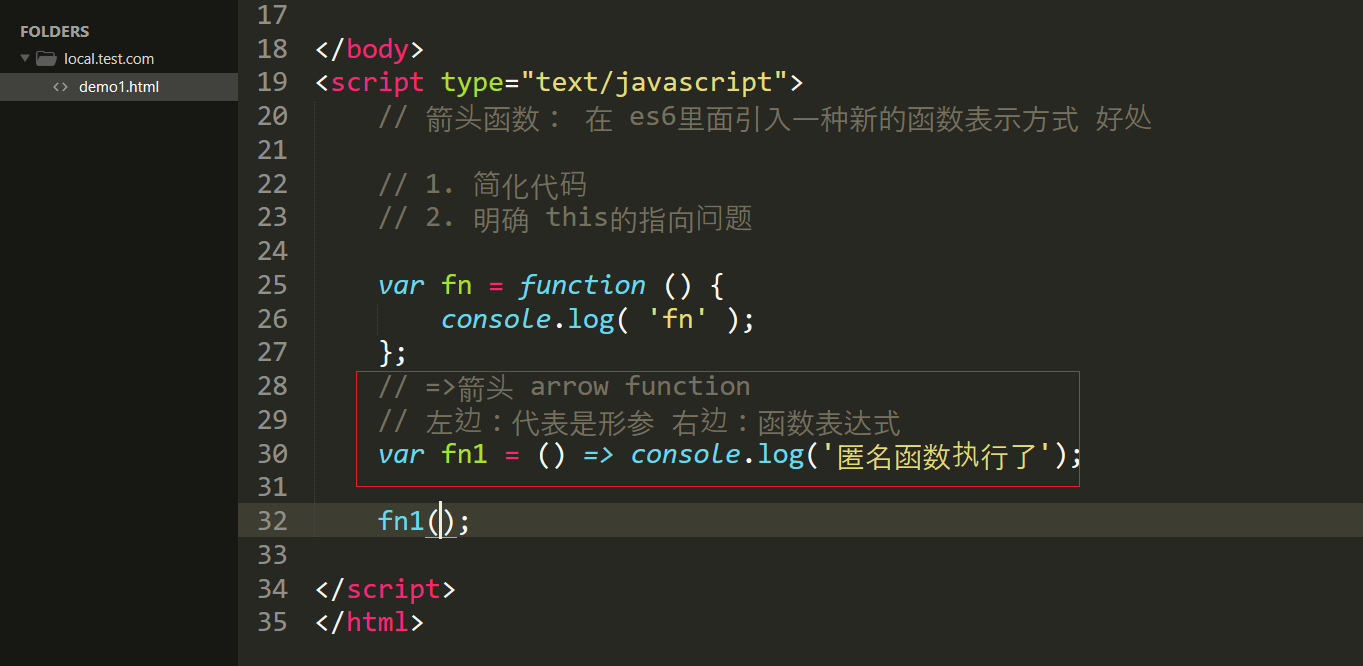 FOLDERS
local.test.com
<> demo1.html
17
18 </body>
19 <script type="text/javascript">
20 // 箭头函数： 在 es6里面引入一种新的函数表示方式 好处
21
22 // 1. 简化代码
23 // 2. 明确 this的指向问题
24
25 var fn = function () {
26 console.log( 'fn' );
27 };
28 // =>箭头 arrow function
29 // 左边：代表是形参 右边：函数表达式
30 var fn1 = () => console.log('匿名函数执行了');
31
32 fn1();
33
34 </script>
35 </html>